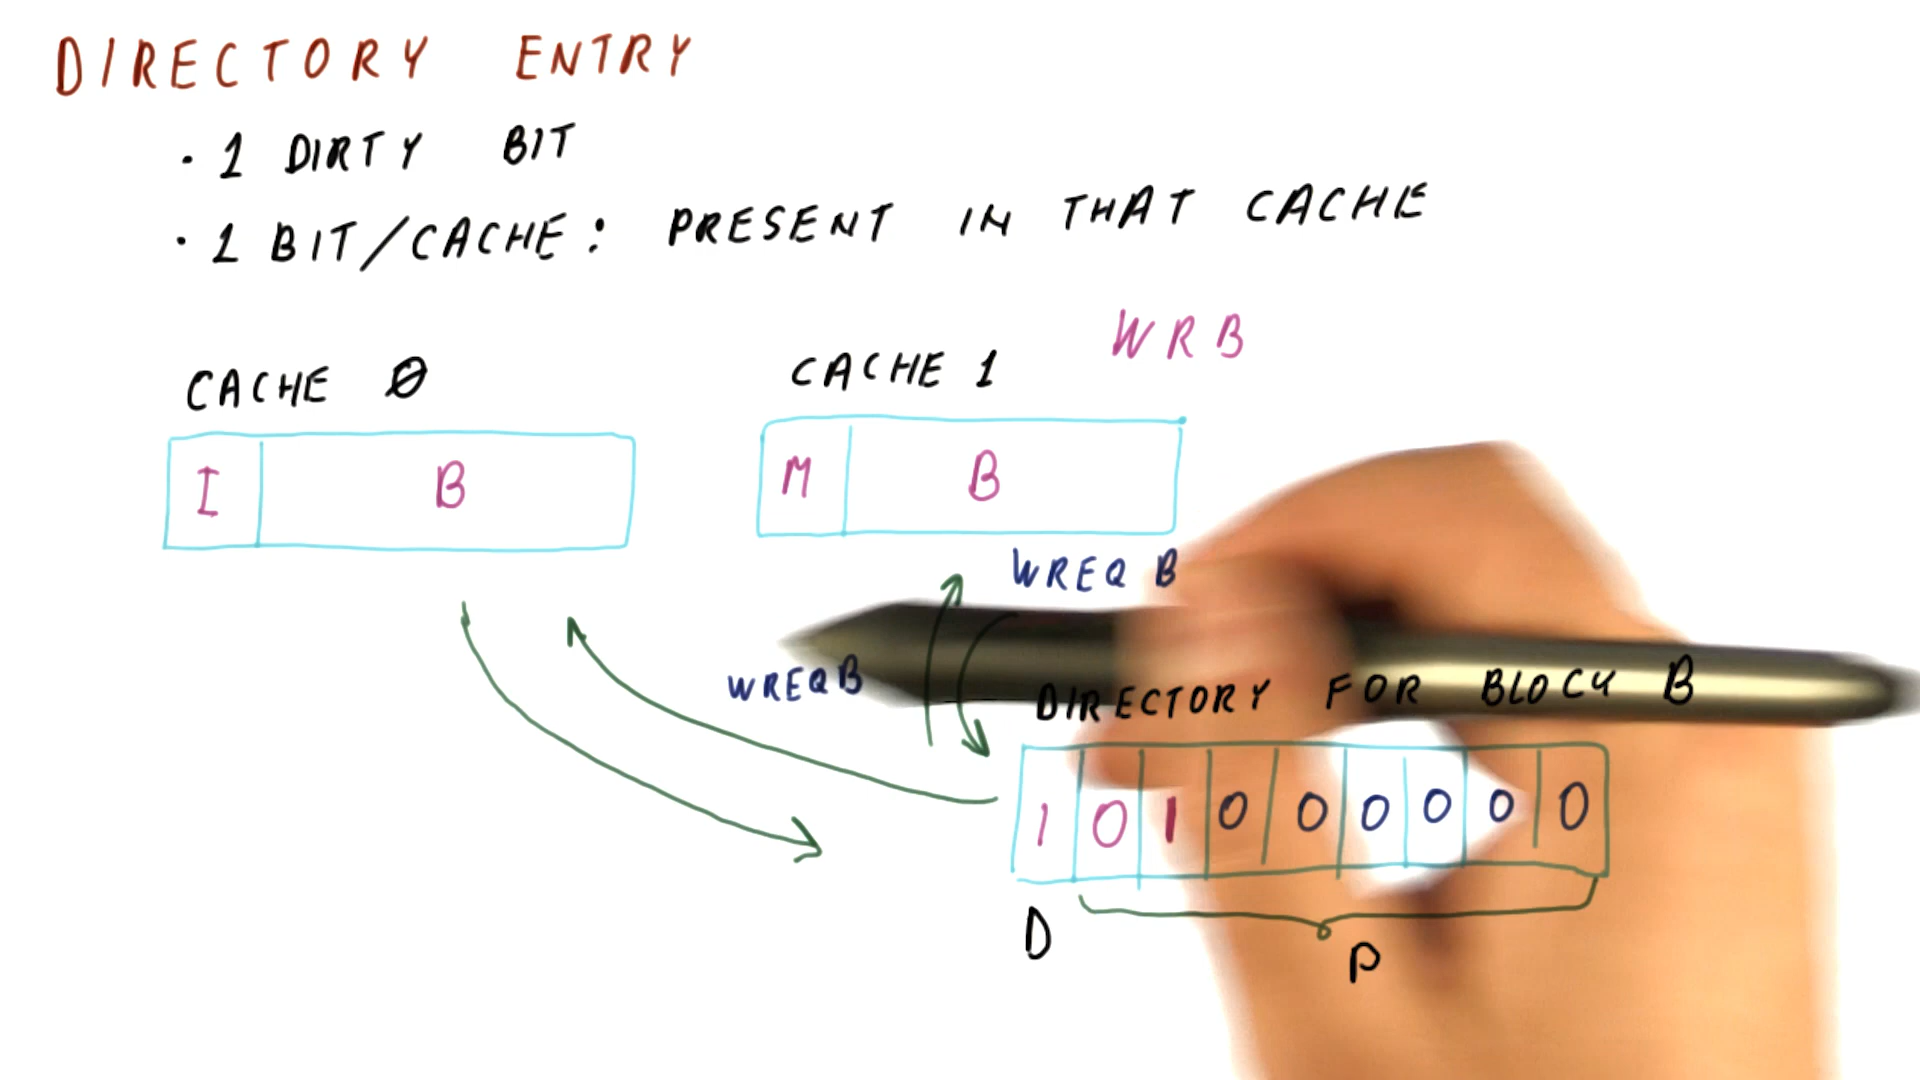 DIRECTORY ENTRY
· 1 DIRTY BIT
· 1 BIT/CACHE: PRESENT IN THAT CACHE
WRB
CACHE 0 CACHE 1
I B M B
WREQ B
WREQB
DIRECTORY FOR BLOCK B
1 0 1 0 0 0 0 0 0
D
P